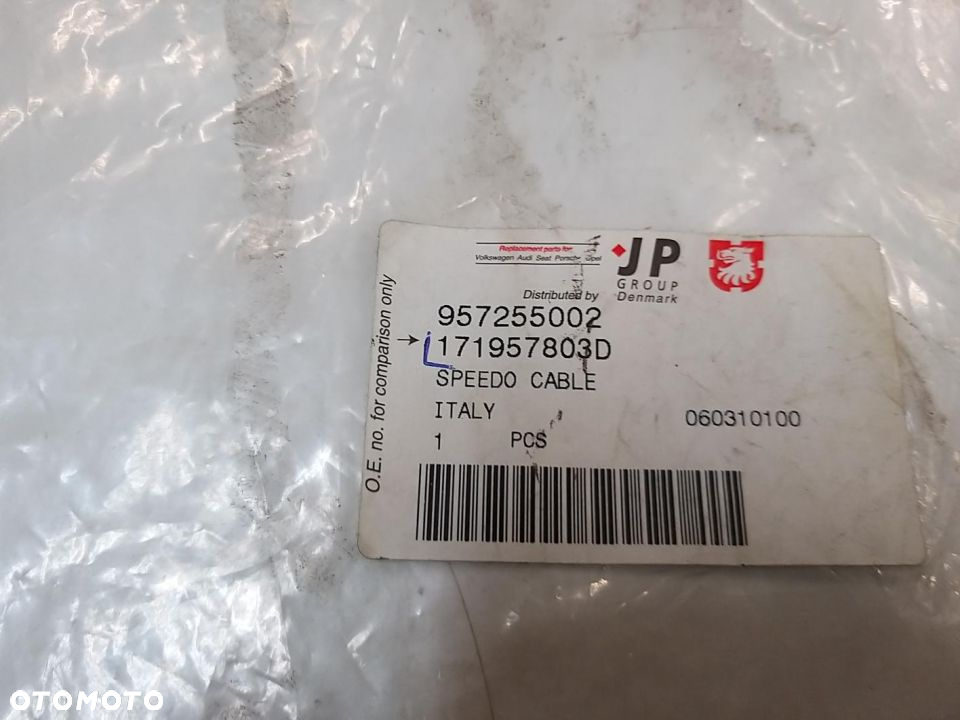 Replacement parts for:
Volkswagen Audi Seat Porsche Opel
JP
GROUP
Denmark
Distributed by
957255002
171957803D
SPEEDO CABLE
ITALY
060310100
1 PCS
O.E. no. for comparison only
OTOMOTO